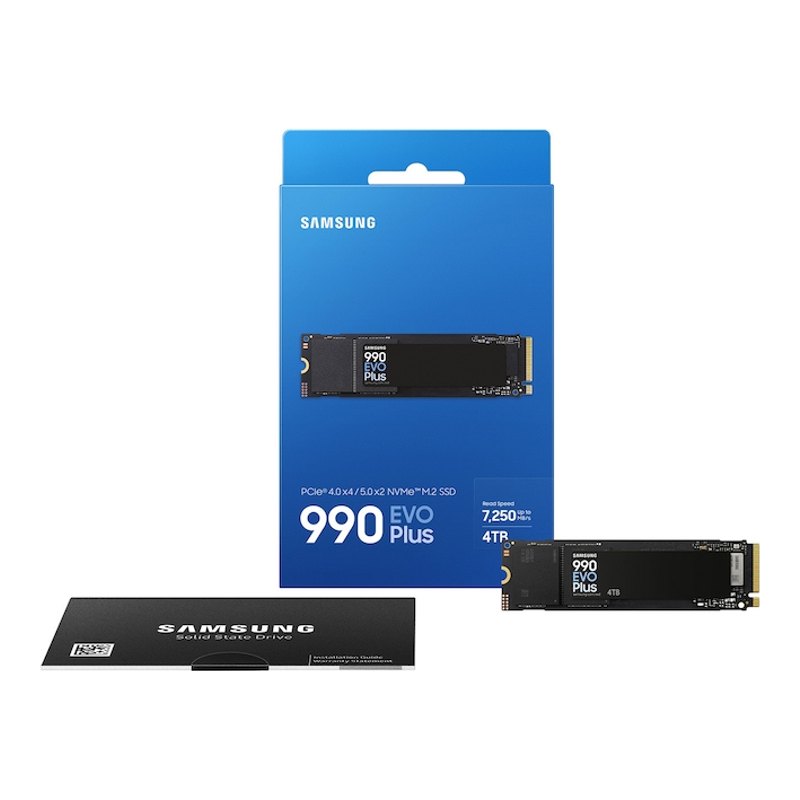 SAMSUNG
SAMSUNG
990
EVO
Plus
PCIe® 4.0 x4 / 5.0 x2 NVMe™ M.2 SSD
990 EVO
Plus
Read Speed
7,250 Up to
MB/s
4TB
SAMSUNG
990
EVO
Plus
4TB
SAMSUNG
Solid State Drive
Installation Guide
Warranty Statement